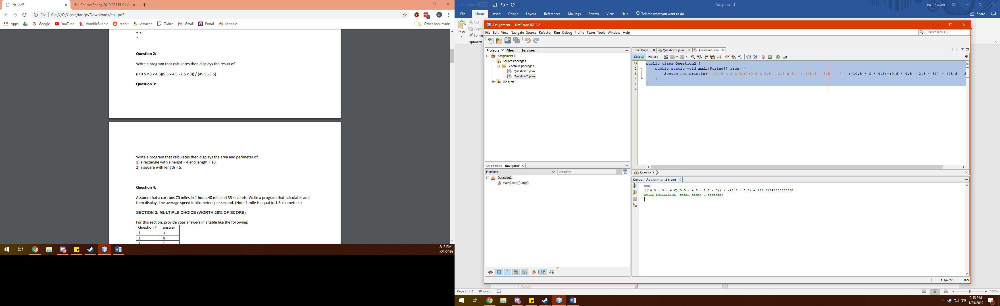 ch1.pdf
Course: Spring 2019 CS155-01 C
File
file:///C:/Users/fagge/Downloads/ch1.pdf
ABP
1
S
Apps
Google
YouTube
HumbleBundle
reddit
Amazon
Twitch
Gmail
Portal
Moodle
Other bookmarks
*-*
*
Question 2:
Write a program that calculates then displays the result of
((10.5 x 3 x 4.6)(9.5 x 4.5 - 2.5 x 3)) / (45.5 - 3.5)
Question 3:
Write a program that calculates then displays the area and perimeter of
1) a rectangle with a height = 4 and length = 10.
2) a square with length = 5.
Question 4:
Assume that a car runs 70 miles in 1 hour, 40 min and 35 seconds. Write a program that calculates and
then displays the average speed in kilometers per second. (Note 1 mile is equal to 1.6 kilometers.)
SECTION 2: MULTIPLE CHOICE (WORTH 25% OF SCORE)
For this section, provide your answers in a table like the following:
Question # answer
1 a
2 b
3 c
2:13 PM
1/23/2019
AutoSave Off
Assignment1
Sean Poston
File Home Insert Design Layout References Mailings Review View Help Tell me what you want to do Share
Paste
Cut
Copy
Forma
Clipboard
Assignment1 - NetBeans IDE 8.2
File Edit View Navigate Source Refactor Run Debug Profile Team Tools Window Help
Search (Ctrl+I)
Projects Files Services
Assignment1
Source Packages
<default package>
Question1.java
Question2.java
Libraries
Question2 - Navigator
Members
<empty>
Question2
main(String[] args)
Start Page Question1.java Question2.java
Source History
public class Question2 {
2 public static void main(String[] args) {
3 System.out.println("((10.5 x 3 x 4.6)(9.5 x 4.5 - 2.5 x 3)) / (45.5 - 3.5) = " + ((10.5 * 3 * 4.6)*(9.5 * 4.5 - 2.5 * 3)) / (45.5 - 3
4 }
5 }
6
Question2
Output - Assignment1 (run)
run:
((10.5 x 3 x 4.6)(9.5 x 4.5 - 2.5 x 3)) / (45.5 - 3.5) = 121.61249999999998
BUILD SUCCESSFUL (total time: 0 seconds)
1:1/6:225 INS
Page 2 of 2 90 words
100%
2:13 PM
1/23/2019